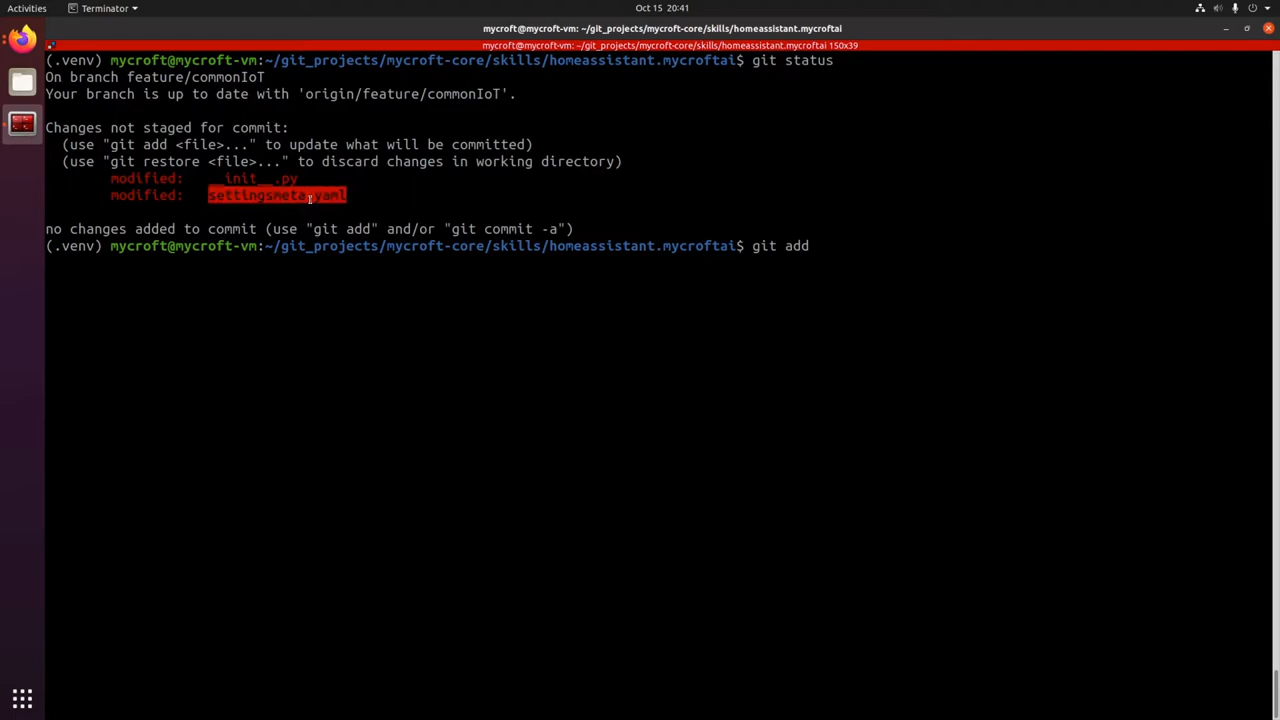 Activities
Terminator
Oct 15 20:41
mycroft@mycroft-vm: ~/git_projects/mycroft-core/skills/homeassistant.mycroftai
mycroft@mycroft-vm: ~/git_projects/mycroft-core/skills/homeassistant.mycroftai 150x39
(.venv) mycroft@mycroft-vm:~/git_projects/mycroft-core/skills/homeassistant.mycroftai$ git status
On branch feature/commonIoT
Your branch is up to date with 'origin/feature/commonIoT'.
Changes not staged for commit:
(use "git add <file>..." to update what will be committed)
(use "git restore <file>..." to discard changes in working directory)
modified: __init__.py
modified: settingsmeta.yaml
no changes added to commit (use "git add" and/or "git commit -a")
(.venv) mycroft@mycroft-vm:~/git_projects/mycroft-core/skills/homeassistant.mycroftai$ git add